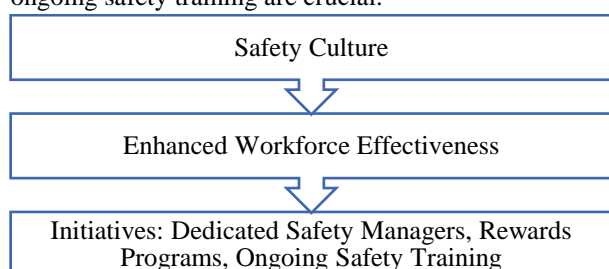 ongoing safety training are crucial.
Safety Culture
Enhanced Workforce Effectiveness
Initiatives: Dedicated Safety Managers, Rewards
Programs, Ongoing Safety Training